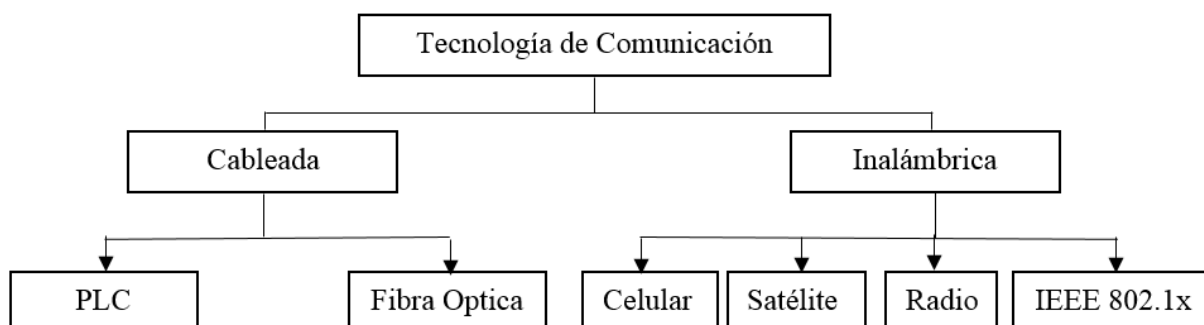 Tecnología de Comunicación
Cableada
Inalámbrica
PLC
Fibra Optica
Celular
Satélite
Radio
IEEE 802.1x